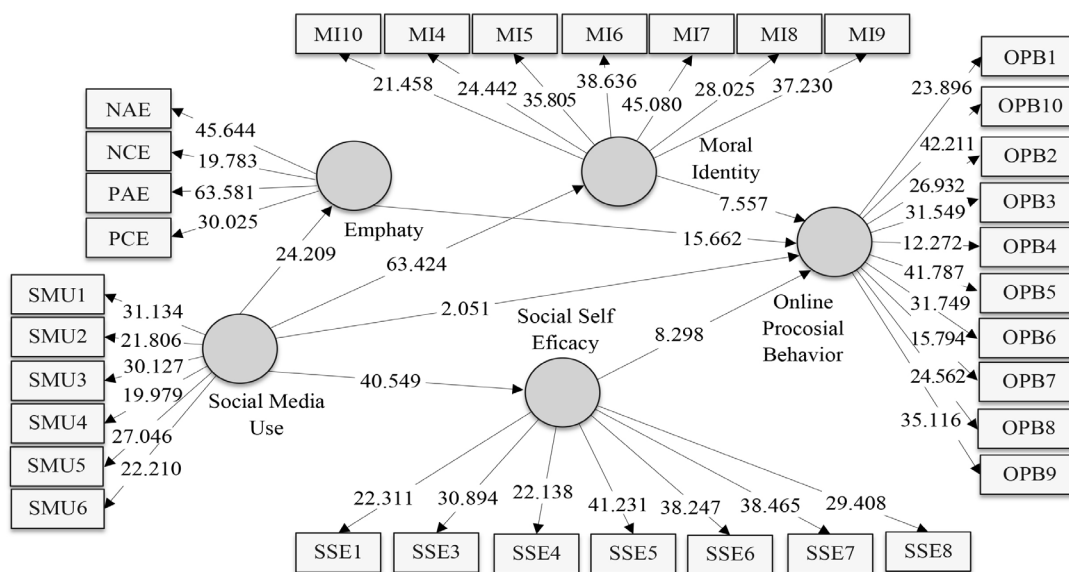 MI10 MI4 MI5 MI6 MI7 MI8 MI9
21.458 24.442 35.805 38.636 45.080 28.025 37.230
NAE
NCE
PAE
PCE
45.644
19.783
63.581
30.025
Emphaty
Moral
Identity
OPB1
OPB10
OPB2
OPB3
OPB4
OPB5
OPB6
OPB7
OPB8
OPB9
23.896
42.211
26.932
31.549
12.272
41.787
31.749
15.794
24.562
35.116
7.557
15.662
24.209
63.424
2.051
8.298
40.549
Online
Procosial
Behavior
Social Self
Eficacy
SMU1
SMU2
SMU3
SMU4
SMU5
SMU6
31.134
21.806
30.127
19.979
27.046
22.210
Social Media
Use
22.311 30.894 22.138 41.231 38.247 38.465 29.408
SSE1 SSE3 SSE4 SSE5 SSE6 SSE7 SSE8